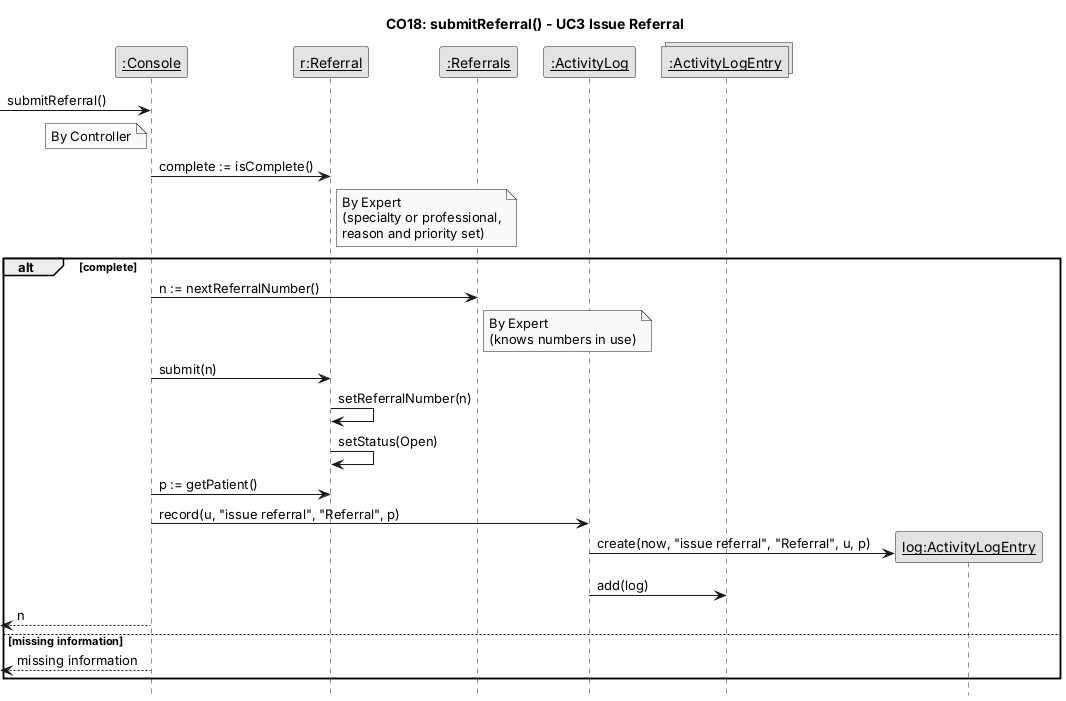 CO18: submitReferral() - UC3 Issue Referral
:Console
r:Referral
:Referrals
:ActivityLog
:ActivityLogEntry
submitReferral()
By Controller
complete := isComplete()
By Expert
(specialty or professional,
reason and priority set)
alt
[complete]
n := nextReferralNumber()
By Expert
(knows numbers in use)
submit(n)
setReferralNumber(n)
setStatus(Open)
p := getPatient()
record(u, "issue referral", "Referral", p)
create(now, "issue referral", "Referral", u, p)
log:ActivityLogEntry
add(log)
n
[missing information]
missing information